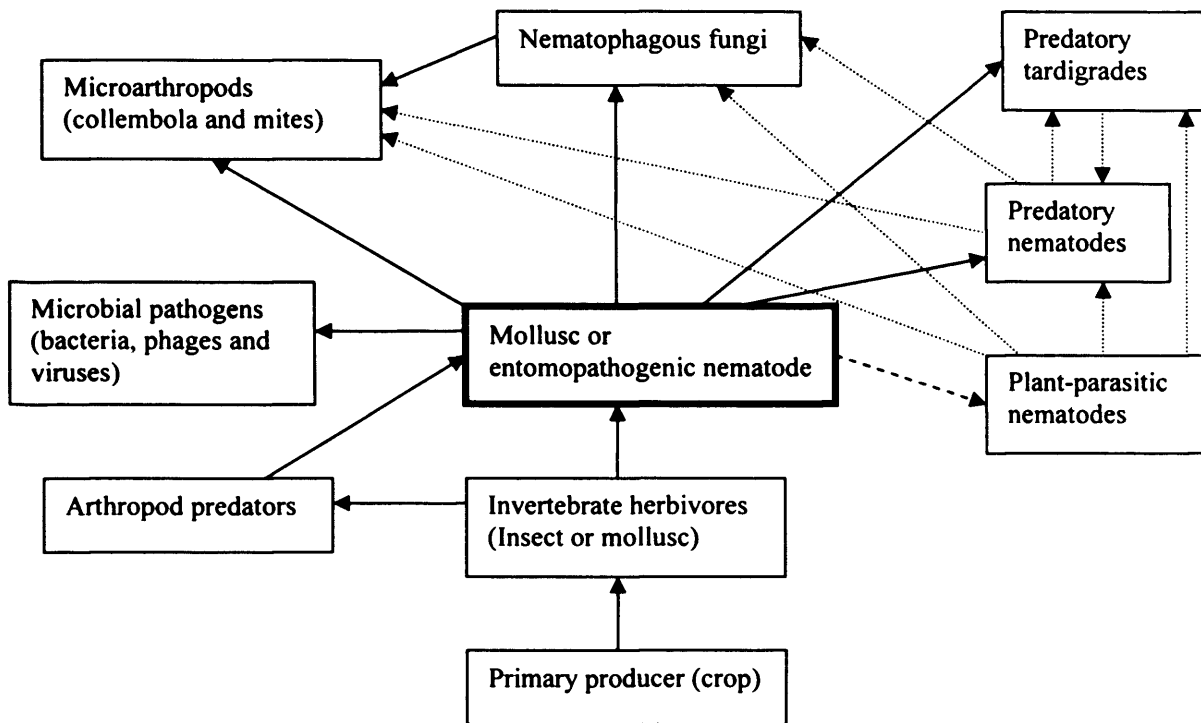 Nematophagous fungi
Predatory
tardigrades
Microarthropods
(collembola and mites)
Predatory
nematodes
Microbial pathogens
(bacteria, phages and
viruses)
Mollusc or
entomopathogenic nematode
Plant-parasitic
nematodes
Arthropod predators
Invertebrate herbivores
(Insect or mollusc)
Primary producer (crop)